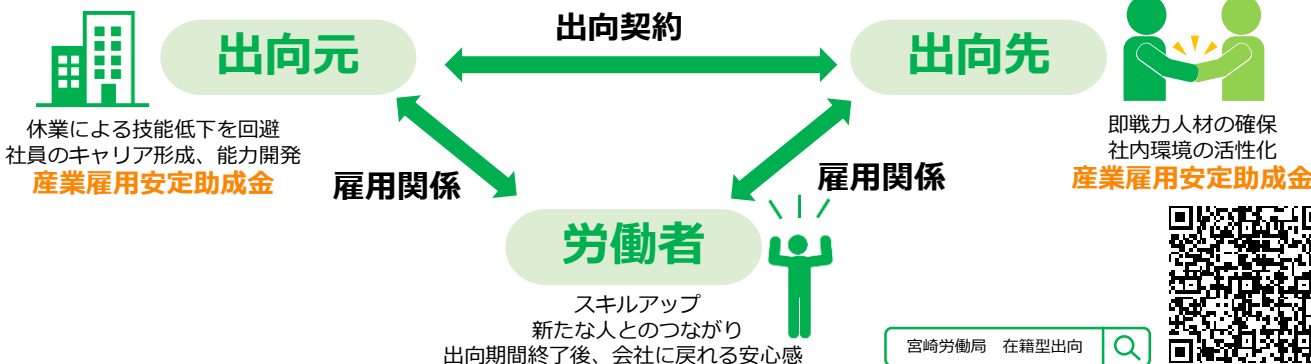 出向契約
出向元
出向先
休業による技能低下を回避
社員のキャリア形成、能力開発
産業雇用安定助成金
即戦力人材の確保
社内環境の活性化
産業雇用安定助成金
雇用関係
雇用関係
労働者
スキルアップ
新たな人とのつながり
出向期間終了後、会社に戻れる安心感
宮崎労働局　在籍型出向